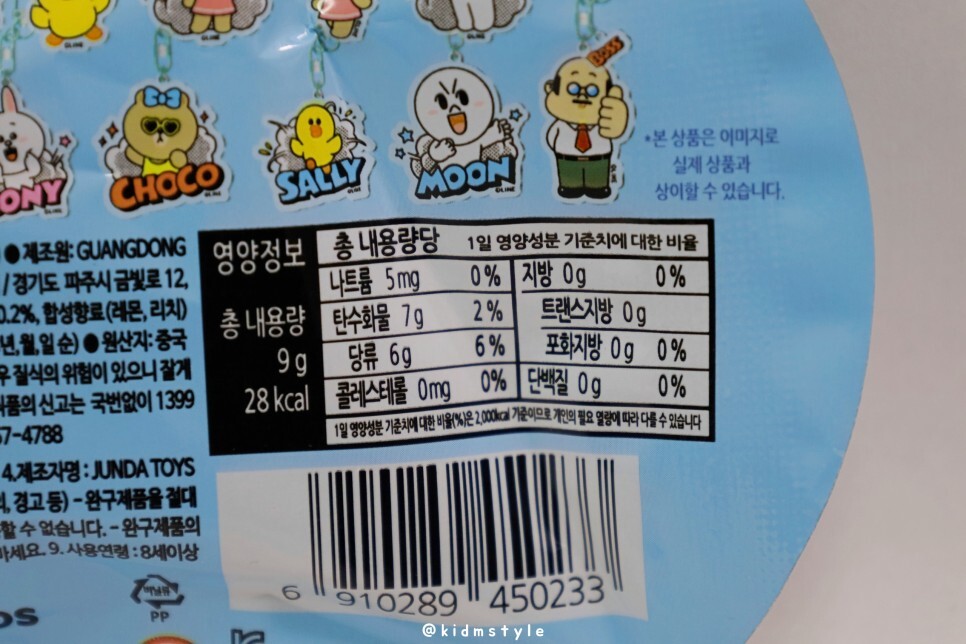 BOSS
ONY
CHOCO
SALLY
MOON
*본 상품은 이미지로
실제 상품과
상이할 수 있습니다.
● 제조원: GUANGDONG
/ 경기도 파주시 금빛로 12,
0.2%, 합성향료(레몬, 리치)
년,월,일 순) ● 원산지: 중국
우 질식의 위험이 있으니 잘게
식품의 신고는 국번없이 1399
57-4788
4.제조자명 : JUNDA TOYS
경고 등) - 완구제품을 절대
할 수 없습니다. - 완구제품의
마세요. 9. 사용연령 : 8세이상
영양정보
총 내용량
9 g
28 kcal
총 내용량당 1일 영양성분 기준치에 대한 비율
나트륨 5mg 0% 지방 0g 0%
탄수화물 7g 2% 트랜스지방 0g
당류 6g 6% 포화지방 0g 0%
콜레스테롤 0mg 0% 단백질 0g 0%
1일 영양성분 기준치에 대한 비율(%)은 2,000kcal 기준이므로 개인의 필요 열량에 따라 다를 수 있습니다
6 910289 450233
비닐류
PP
os
@kidmstyle